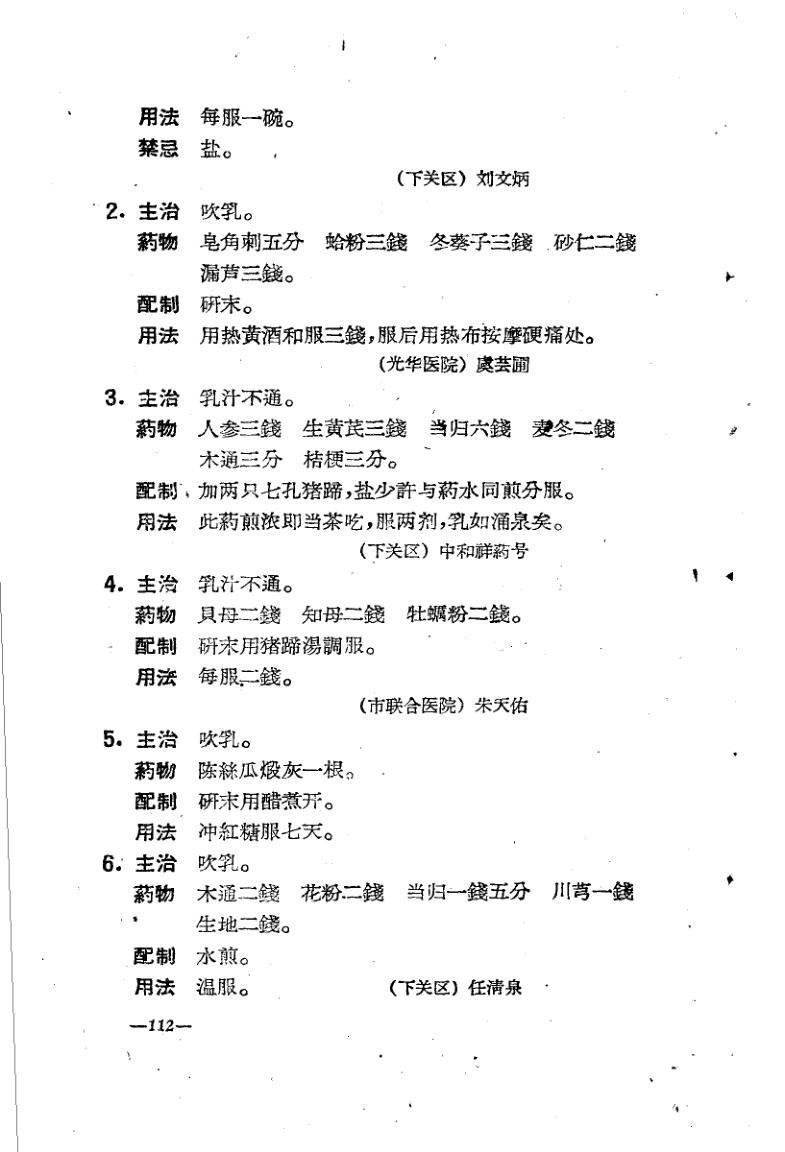 用法 每服一碗。
禁忌 盐。
(下关区) 刘文炳
2. 主治 吹乳。
葯物 皂角刺五分 蛤粉三錢 冬葵子三錢 砂仁二錢
漏芦三錢。
配制 研末。
用法 用热黄酒和服三錢,服后用热布按摩硬痛处。
(光华医院) 虞芸圃
3. 主治 乳汁不通。
葯物 人参三錢 生黄芪三錢 当归六錢 麦冬二錢
木通三分 桔梗三分。
配制 加两只七孔猪蹄,盐少許与葯水同煎分服。
用法 此葯煎浓即当茶吃,服两剂,乳如涌泉矣。
(下关区) 中和祥葯号
4. 主治 乳汁不通。
葯物 貝母二錢 知母二錢 牡蠣粉二錢。
配制 研末用猪蹄湯調服。
用法 每服二錢。
(市联合医院) 朱天佑
5. 主治 吹乳。
葯物 陈絲瓜煅灰一根。
配制 研末用醋煮开。
用法 冲紅糖服七天。
6. 主治 吹乳。
葯物 木通二錢 花粉二錢 当归一錢五分 川芎一錢
生地二錢。
配制 水煎。
用法 温服。 (下关区) 任清泉
—112—